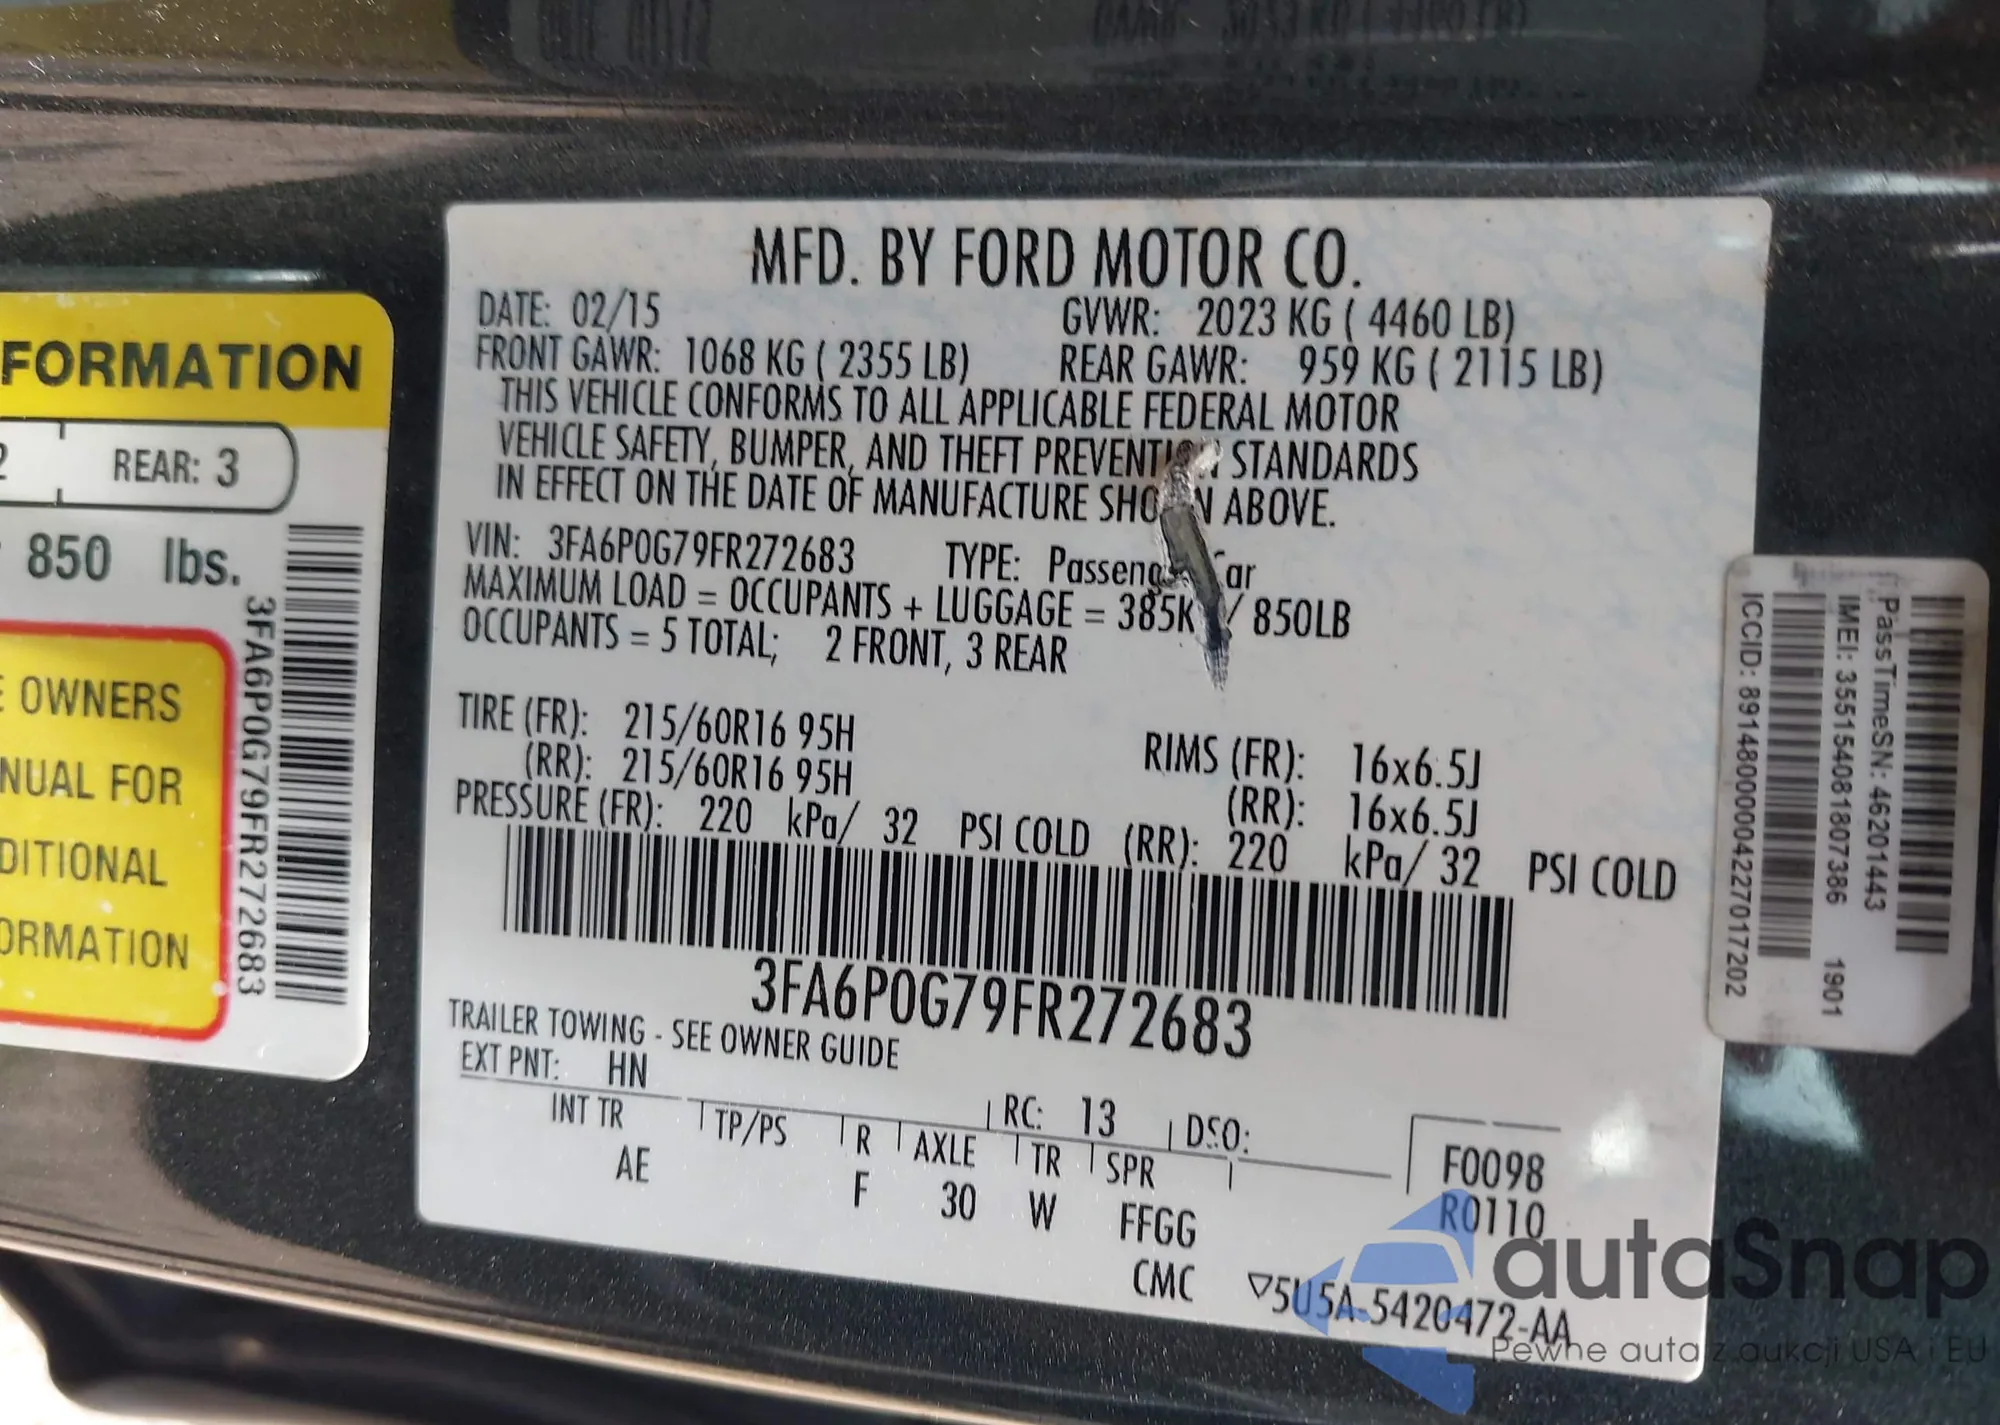 FORMATION
2 REAR: 3
850 lbs.
E OWNERS
NUAL FOR
DITIONAL
ORMATION
3FA6P0G79FR272683
MFD. BY FORD MOTOR CO.
DATE: 02/15 GVWR: 2023 KG ( 4460 LB)
FRONT GAWR: 1068 KG ( 2355 LB) REAR GAWR: 959 KG ( 2115 LB)
THIS VEHICLE CONFORMS TO ALL APPLICABLE FEDERAL MOTOR
VEHICLE SAFETY, BUMPER, AND THEFT PREVENTION STANDARDS
IN EFFECT ON THE DATE OF MANUFACTURE SHOWN ABOVE.
VIN: 3FA6P0G79FR272683 TYPE: Passenger Car
MAXIMUM LOAD = OCCUPANTS + LUGGAGE = 385KG / 850LB
OCCUPANTS = 5 TOTAL; 2 FRONT, 3 REAR
TIRE (FR): 215/60R16 95H RIMS (FR): 16x6.5J
(RR): 215/60R16 95H (RR): 16x6.5J
PRESSURE (FR): 220 kPa/ 32 PSI COLD (RR): 220 kPa/ 32 PSI COLD
3FA6P0G79FR272683
TRAILER TOWING - SEE OWNER GUIDE
EXT PNT: HN RC: 13 DSO:
INT TR TP/PS R AXLE TR SPR F0098
AE F 30 W FFGG R0110
CMC ▽5U5A-5420472-AA
PassTimeSN: 46201443
IMEI: 355154081807386 1901
ICCID: 89148000004227017202
autaSnap
Pewne auta z aukcji USA i EU